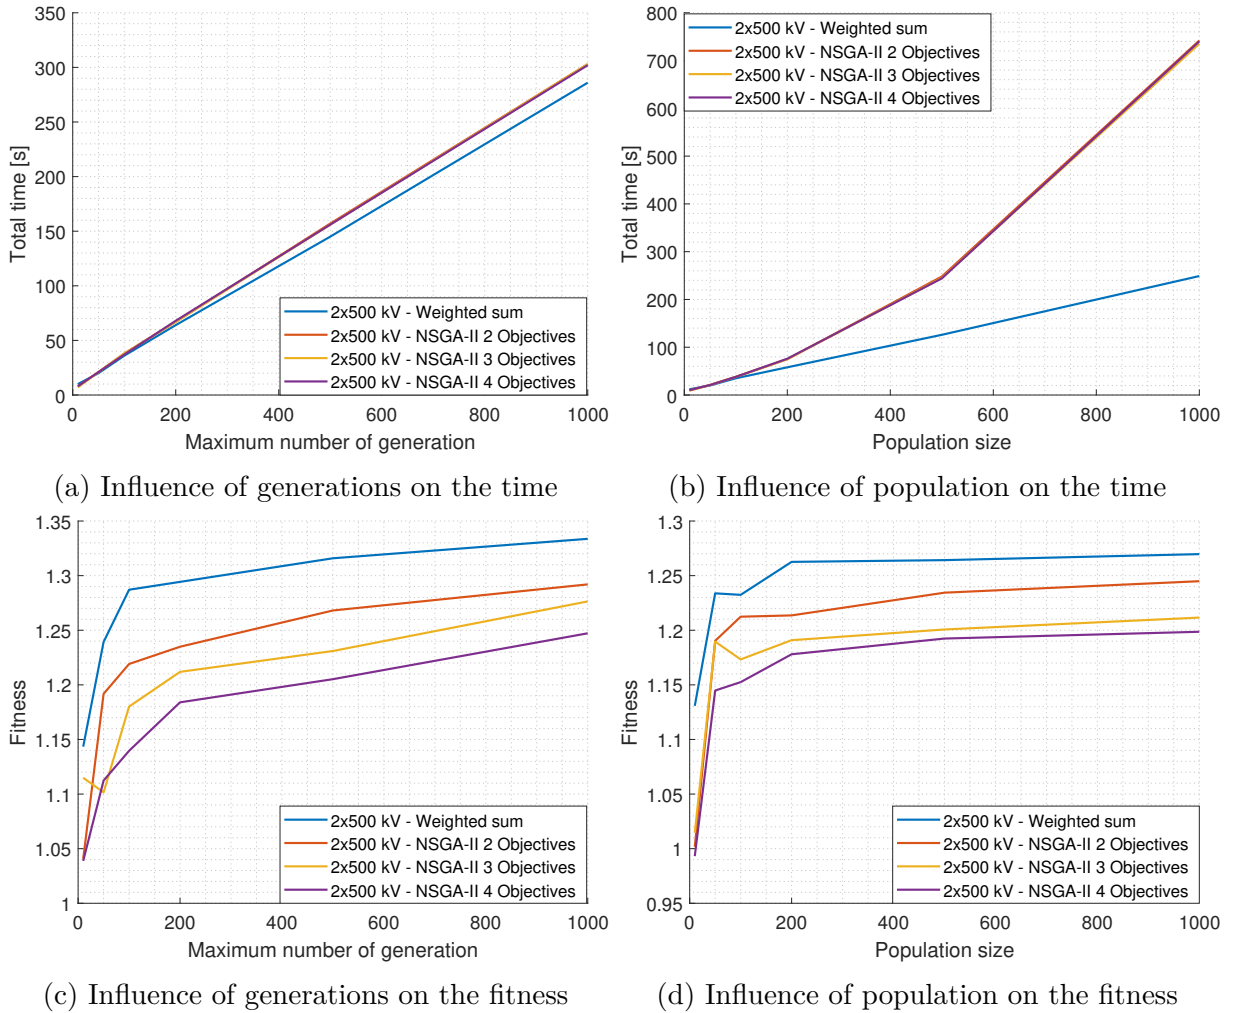 350
300
250
200
150
100
50
0
Total time [s]
2x500 kV - Weighted sum
2x500 kV - NSGA-II 2 Objectives
2x500 kV - NSGA-II 3 Objectives
2x500 kV - NSGA-II 4 Objectives
0 200 400 600 800 1000
Maximum number of generation
(a) Influence of generations on the time
800
700
600
500
400
300
200
100
0
Total time [s]
2x500 kV - Weighted sum
2x500 kV - NSGA-II 2 Objectives
2x500 kV - NSGA-II 3 Objectives
2x500 kV - NSGA-II 4 Objectives
0 200 400 600 800 1000
Population size
(b) Influence of population on the time
1.35
1.3
1.25
1.2
1.15
1.1
1.05
1
Fitness
2x500 kV - Weighted sum
2x500 kV - NSGA-II 2 Objectives
2x500 kV - NSGA-II 3 Objectives
2x500 kV - NSGA-II 4 Objectives
0 200 400 600 800 1000
Maximum number of generation
(c) Influence of generations on the fitness
1.3
1.25
1.2
1.15
1.1
1.05
1
0.95
Fitness
2x500 kV - Weighted sum
2x500 kV - NSGA-II 2 Objectives
2x500 kV - NSGA-II 3 Objectives
2x500 kV - NSGA-II 4 Objectives
0 200 400 600 800 1000
Population size
(d) Influence of population on the fitness